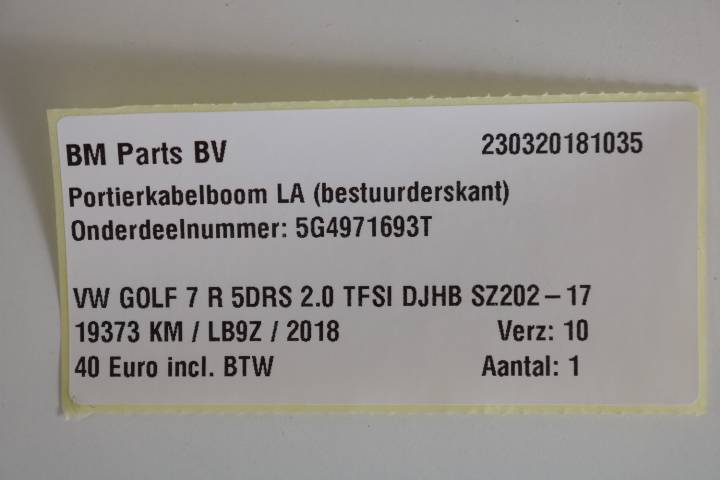 BM Parts BV 230320181035
Portierkabelboom LA (bestuurderskant)
Onderdeelnummer: 5G4971693T
VW GOLF 7 R 5DRS 2.0 TFSI DJHB SZ202 – 17
19373 KM / LB9Z / 2018 Verz: 10
40 Euro incl. BTW Aantal: 1